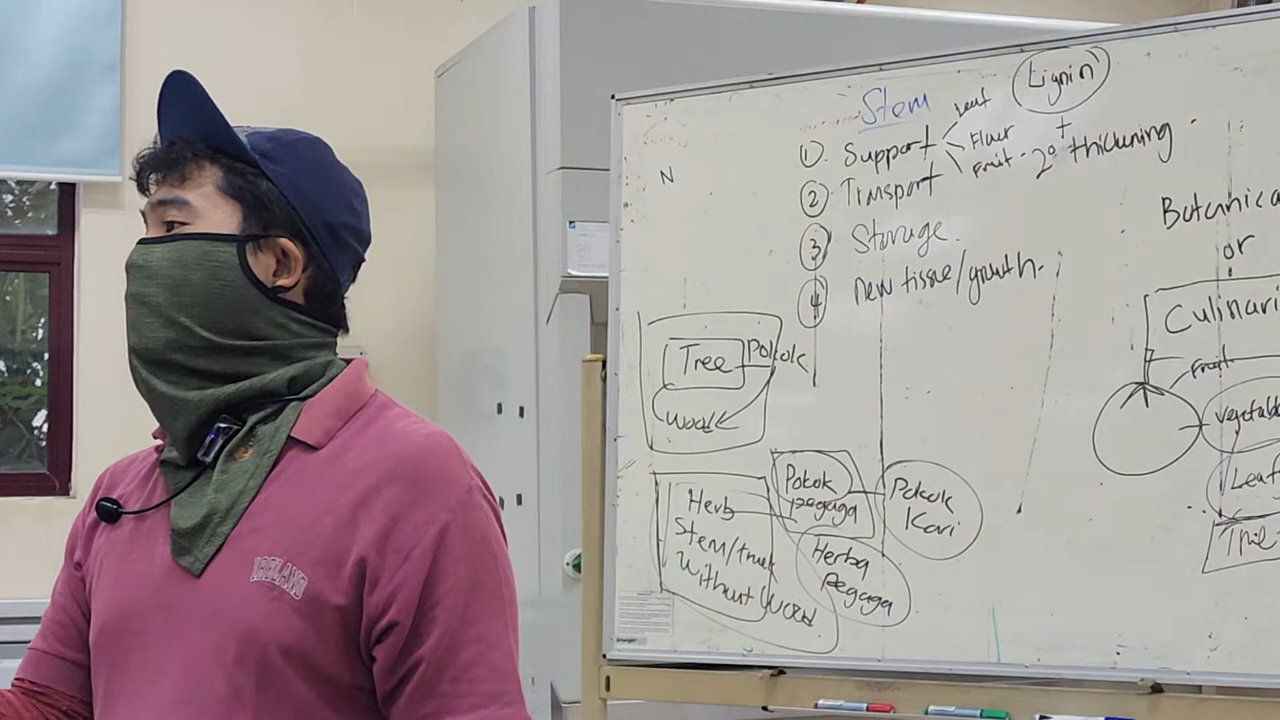 Stem
Lignin
① Support
leaf
Flower
Fruit
+
2° thickening
② Transport
③ Storage.
④ new tissue/growth.
N
Tree Pokok
wood
Herb
Stem/trunk
Without Wood
Pokok
Pegaga
Pokok
Kari
Herba
Pegaga
Botanica
or
Culinari
Fruit
vegetab
Leaf
IRELAND